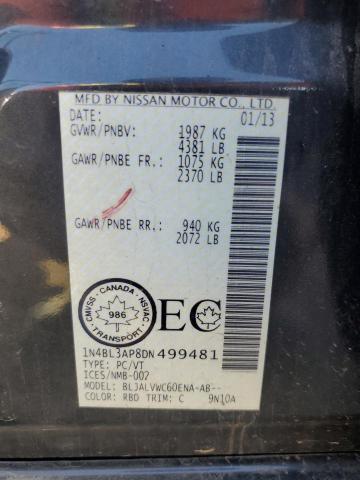 MFD BY NISSAN MOTOR CO., LTD.
DATE: 01/13
GVWR/PNBV: 1987 KG
4381 LB
GAWR/PNBE FR.: 1075 KG
2370 LB
GAWR/PNBE RR.: 940 KG
2072 LB
CANADA
CMVSS NSVAC
986
TRANSPORT
EC
1N4BL3AP8DN499481
TYPE: PC/VT
ICES/NMB-002
MODEL: BLJALVWC60ENA-AB--
COLOR: RBD TRIM: C 9N10A